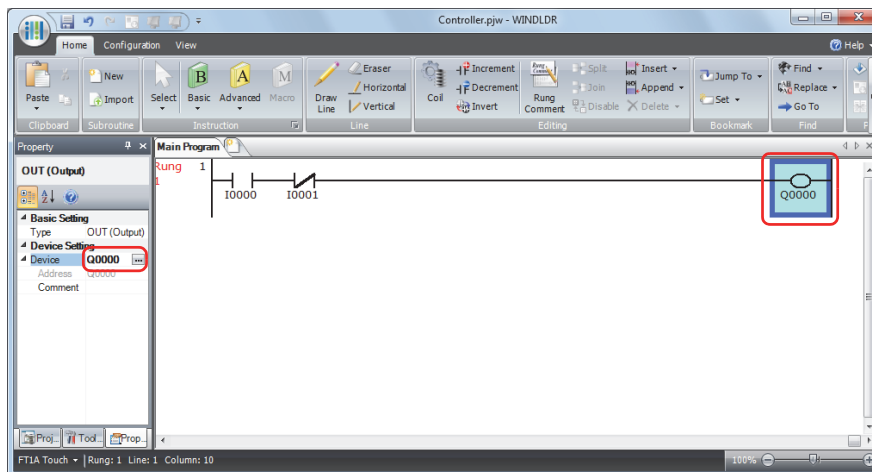 Controller.pjw - WINDLDR
Home Configuration View Help
Paste
Clipboard
New
Import
Subroutine
Select Basic Advanced Macro
B A M
Instruction
Draw Line
Eraser
Horizontal
Vertical
Line
Coil
Increment
Decrement
Invert
Rung Comment
Split
Join
Disable
Insert
Append
Delete
Editing
Jump To
Set
Bookmark
Find
Replace
Go To
Find
F
Property
OUT (Output)
Basic Setting
Type OUT (Output)
Device Setting
Device Q0000 ...
Address Q0000
Comment
Main Program
Rung 1
1
I0000 I0001 Q0000
Proj... Tool... Prop...
FT1A Touch Rung: 1 Line: 1 Column: 10 100%